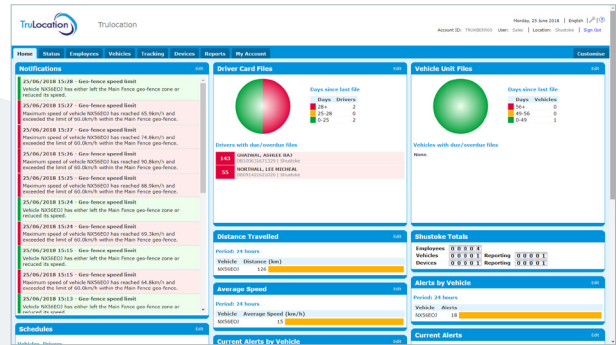 TruLocation
Trulocation
Monday, 25 June 2018 | English |
User: Sales | Location: Shustoke | Sign Out
Home Status Employees Vehicles Tracking Devices Reports My Account Customise
Notifications Edit
25/06/2018 15:28 - Geo-fence speed limit
Vehicle NX56EOJ has either left the Main Fence geo-fence zone or
reduced its speed.
25/06/2018 15:27 - Geo-fence speed limit
Maximum speed of vehicle NX56EOJ has reached 65.9km/h and
exceeded the limit of 60.0km/h within the Main Fence geo-fence.
25/06/2018 15:27 - Geo-fence speed limit
Maximum speed of vehicle NX56EOJ has reached 74.8km/h and
exceeded the limit of 60.0km/h within the Main Fence geo-fence.
25/06/2018 15:26 - Geo-fence speed limit
Maximum speed of vehicle NX56EOJ has reached 90.8km/h and
exceeded the limit of 60.0km/h within the Main Fence geo-fence.
25/06/2018 15:25 - Geo-fence speed limit
Maximum speed of vehicle NX56EOJ has reached 88.9km/h and
exceeded the limit of 60.0km/h within the Main Fence geo-fence.
25/06/2018 15:24 - Geo-fence speed limit
Vehicle NX56EOJ has either left the Main Fence geo-fence zone or
reduced its speed.
25/06/2018 15:24 - Geo-fence speed limit
Maximum speed of vehicle NX56EOJ has reached 69.3km/h and
exceeded the limit of 60.0km/h within the Main Fence geo-fence.
25/06/2018 15:15 - Geo-fence speed limit
Vehicle NX56EOJ has either left the Main Fence geo-fence zone or
reduced its speed.
25/06/2018 15:15 - Geo-fence speed limit
Maximum speed of vehicle NX56EOJ has reached 64.8km/h and
exceeded the limit of 60.0km/h within the Main Fence geo-fence.
25/06/2018 15:13 - Geo-fence speed limit
Vehicle NX56EOJ has either left the Main Fence geo-fence zone or
reduced its speed.
Schedules Edit
Vehicles Drivers
Driver Card Files Edit
Days since last file
Days Drivers
28+ 2
25-28 0
0-25 2
Drivers with due/overdue files
143 GHATWAL, ASHLEE RAJ
| Shustoke
55 NORTHALL, LEE MICHEAL
| Shustoke
Distance Travelled Edit
Period: 24 hours
Vehicle Distance (km)
NX56EOJ 126
Average Speed Edit
Period: 24 hours
Vehicle Average Speed (km/h)
NX56EOJ 15
Current Alerts by Vehicle Edit
Vehicle Unit Files Edit
Days since last file
Days Vehicles
56+ 0
49-56 0
0-49 1
Vehicles with due/overdue files
None.
Shustoke Totals
Employees 0 0 0 0 4
Vehicles 0 0 0 0 1 Reporting 0 0 0 0 1
Devices 0 0 0 0 1 Reporting 0 0 0 0 1
Alerts by Vehicle Edit
Period: 24 hours
Vehicle Alerts
NX56EOJ 18
Current Alerts Edit